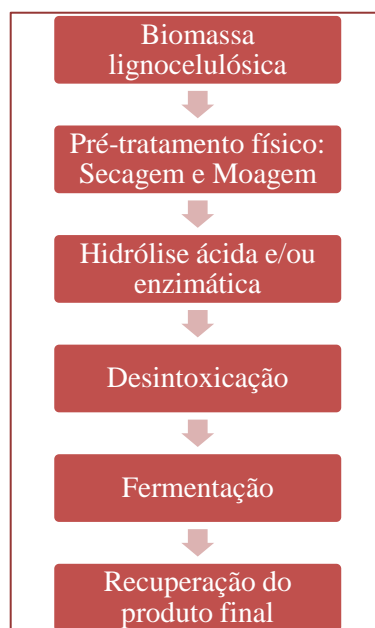 Biomassa
lignocelulósica
Pré-tratamento físico:
Secagem e Moagem
Hidrólise ácida e/ou
enzimática
Desintoxicação
Fermentação
Recuperação do
produto final